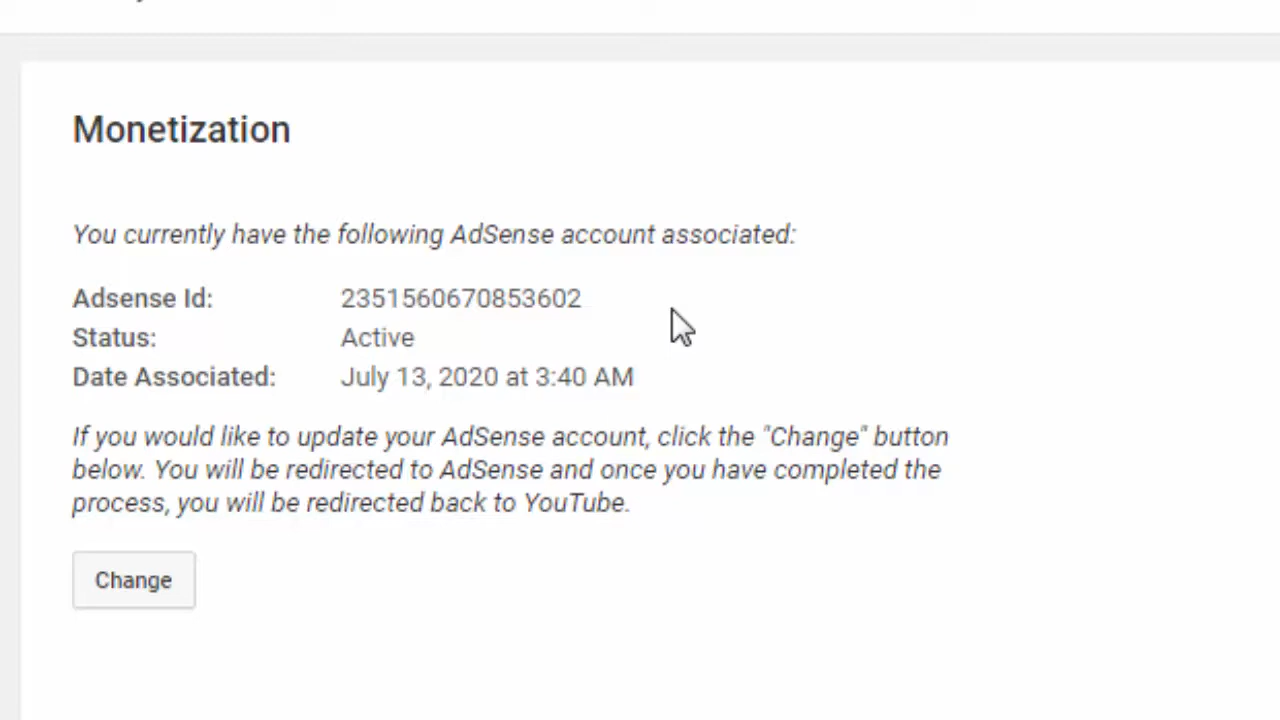 Monetization
You currently have the following AdSense account associated:
Adsense Id: 2351560670853602
Status: Active
Date Associated: July 13, 2020 at 3:40 AM
If you would like to update your AdSense account, click the "Change" button
below. You will be redirected to AdSense and once you have completed the
process, you will be redirected back to YouTube.
Change